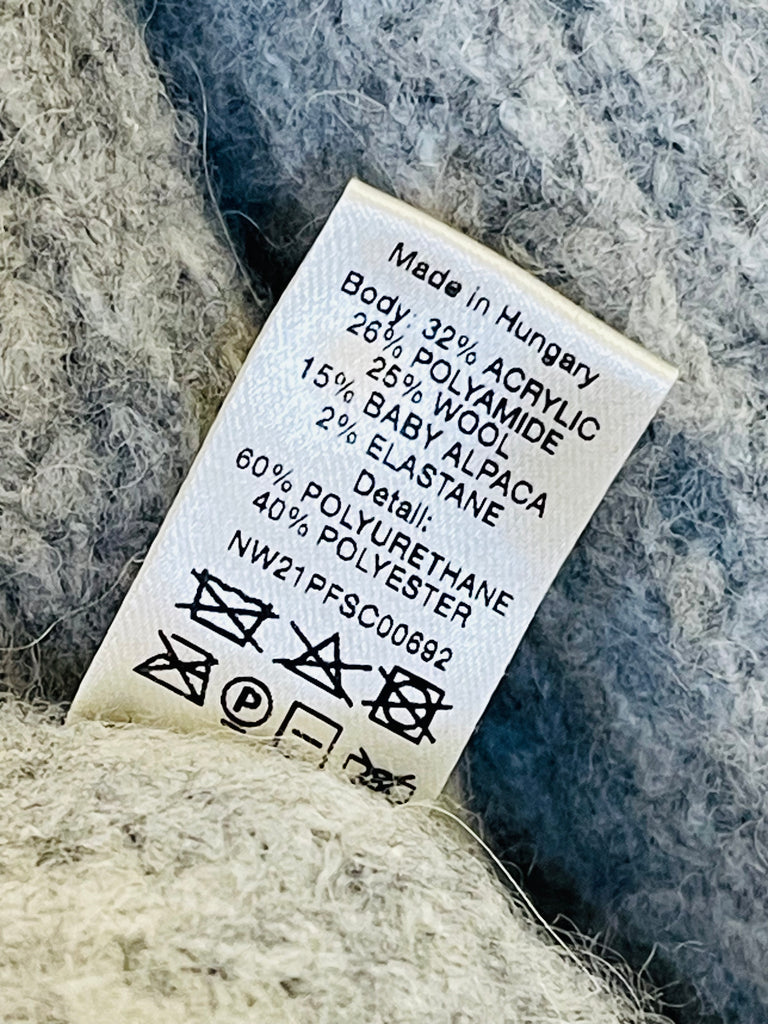 Made in Hungary
Body: 32% ACRYLIC
26% POLYAMIDE
25% WOOL
15% BABY ALPACA
2% ELASTANE
Detail:
60% POLYURETHANE
40% POLYESTER
NW21PFSC00692
P